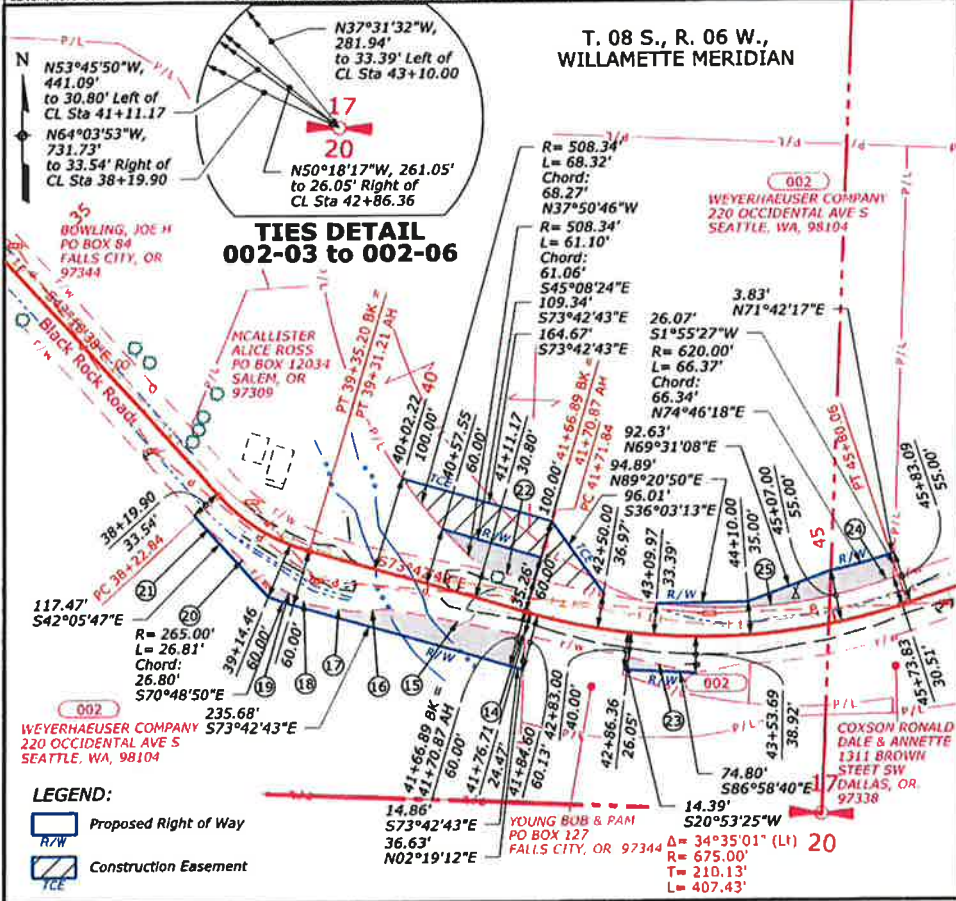 T. 08 S., R. 06 W.,
WILLAMETTE MERIDIAN
N
N53°45'50"W,
441.09'
to 30.80' Left of
CL Sta 41+11.17
N64°03'53"W,
731.73'
to 33.54' Right of
CL Sta 38+19.90
N37°31'32"W,
281.94'
to 33.39' Left of
CL Sta 43+10.00
17
20
N50°18'17"W, 261.05'
to 26.05' Right of
CL Sta 42+86.36
TIES DETAIL
002-03 to 002-06
35
BOWLING, JOE H
PO BOX 84
FALLS CITY, OR
97344
MCALLISTER
ALICE ROSS
PO BOX 12034
SALEM, OR
97309
Black Rock Road
R= 508.34'
L= 68.32'
Chord:
68.27'
N37°50'46"W
R= 508.34'
L= 61.10'
Chord:
61.06'
S45°08'24"E
109.34'
S73°42'43"E
164.67'
S73°42'43"E
002
WEYERHAEUSER COMPANY
220 OCCIDENTAL AVE S
SEATTLE, WA, 98104
3.83'
N71°42'17"E
26.07'
S1°55'27"W
R= 620.00'
L= 66.37'
Chord:
66.34'
N74°46'18"E
92.63'
N69°31'08"E
94.89'
N89°20'50"E
96.01'
S36°03'13"E
PT 39+35.20 BK =
PT 39+31.21 AH
40
40+02.22
100.00'
40+57.55
60.00'
41+11.17
30.80'
100.00'
41+66.89 BK =
41+70.87 AH
PC 41+71.84
TCE
22
R/W
TCE
42+50.00
36.97'
43+09.97
33.39'
R/W
44+10.00
35.00'
45+07.00
55.00'
25
45
R/W
24
PT 45+80.06
45+83.09
55.00'
38+19.90
33.54'
PC 38+22.84
21
117.47'
S42°05'47"E
20
R= 265.00'
L= 26.81'
Chord:
26.80'
S70°48'50"E
39+14.46
60.00'
60.00'
19
18
17
16
15
14
35.26'
60.00'
R/W
235.68'
S73°42'43"E
002
WEYERHAEUSER COMPANY
220 OCCIDENTAL AVE S
SEATTLE, WA, 98104
41+66.89 BK =
41+70.87 AH
60.00'
41+76.71
24.47'
41+84.60
60.13'
42+83.00
40.00'
42+86.36
26.05'
R/W
23
002
43+53.69
38.92'
45+73.83
30.51'
74.80'
S86°58'40"E
14.39'
S20°53'25"W
14.86'
S73°42'43"E
36.63'
N02°19'12"E
YOUNG BOB & PAM
PO BOX 127
FALLS CITY, OR 97344
COXSON RONALD
DALE & ANNETTE
1311 BROWN
STEET SW
DALLAS, OR.
97338
17
20
Δ= 34°35'01" (Lt)
R= 675.00'
T= 210.13'
L= 407.43'
LEGEND:
Proposed Right of Way
R/W
Construction Easement
TCE